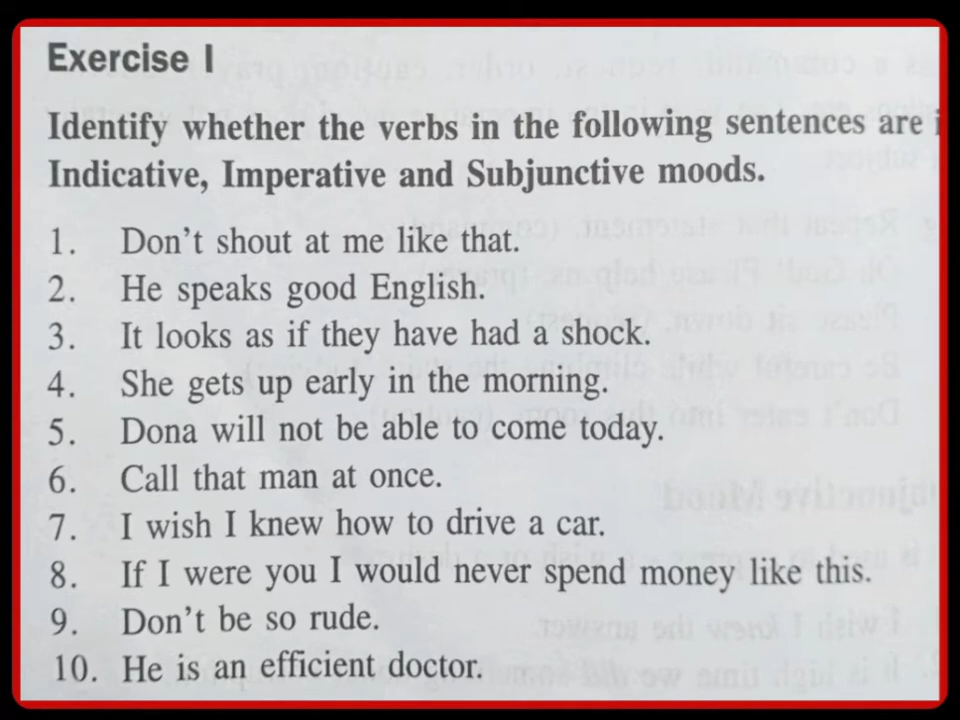 Exercise I
Identify whether the verbs in the following sentences are
Indicative, Imperative and Subjunctive moods.
1. Don't shout at me like that.
2. He speaks good English.
3. It looks as if they have had a shock.
4. She gets up early in the morning.
5. Dona will not be able to come today.
6. Call that man at once.
7. I wish I knew how to drive a car.
8. If I were you I would never spend money like this.
9. Don't be so rude.
10. He is an efficient doctor.